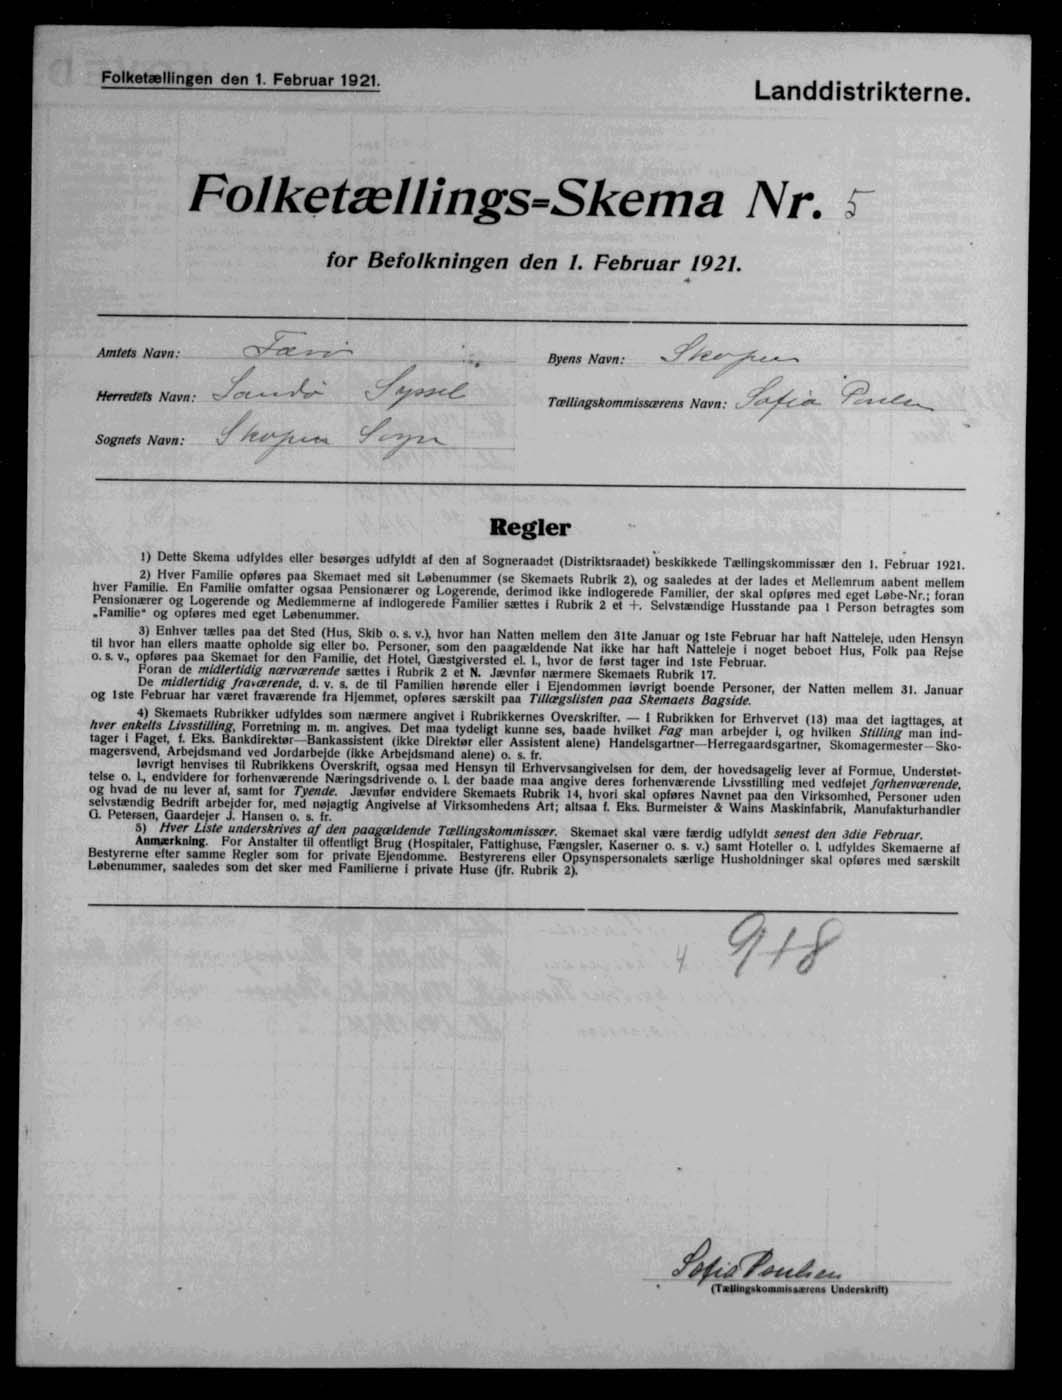 Folketællingen den 1. Februar 1921.
Landdistrikterne.
Folketællings-Skema Nr. 5
for Befolkningen den 1. Februar 1921.
Amtets Navn: Færø
Byens Navn: Skopun
Herredets Navn: Sandø Syssel
Tællingskommissærens Navn: Sofia Poulsen
Sognets Navn: Skopun Sogn
Regler
1) Dette Skema udfyldes eller besørges udfyldt af den af Sogneraadet (Distriktsraadet) beskikkede Tællingskommissær den 1. Februar 1921.
2) Hver Familie opføres paa Skemaet med sit Løbenummer (se Skemaets Rubrik 2), og saaledes at der lades et Mellemrum aabent mellem
hver Familie. En Familie omfatter ogsaa Pensionærer og Logerende, derimod ikke indlogerede Familier, der skal opføres med eget Løbe-Nr.; foran
Pensionærer og Logerende og Medlemmerne af indlogerede Familier sættes i Rubrik 2 et +. Selvstændige Husstande paa 1 Person betragtes som
„Familie“ og opføres med eget Løbenummer.
3) Enhver tælles paa det Sted (Hus, Skib o. s. v.), hvor han Natten mellem den 31te Januar og 1ste Februar har haft Natteleje, uden Hensyn
til hvor han ellers maatte opholde sig eller bo. Personer, som den paagældende Nat ikke har haft Natteleje i noget beboet Hus, Folk paa Rejse
o. s. v., opføres paa Skemaet for den Familie, det Hotel, Gæstgiversted el. l., hvor de først tager ind 1ste Februar.
Foran de midlertidig nærværende sættes i Rubrik 2 et N. Jævnfør nærmere Skemaets Rubrik 17.
De midlertidig fraværende, d. v. s. de til Familien hørende eller i Ejendommen iøvrigt boende Personer, der Natten mellem 31. Januar
og 1ste Februar har været fraværende fra Hjemmet, opføres særskilt paa Tillægslisten paa Skemaets Bagside.
4) Skemaets Rubrikker udfyldes som nærmere angivet i Rubrikkernes Overskrifter. — I Rubrikken for Erhvervet (13) maa det iagttages, at
hver enkelts Livsstilling, Forretning m. m. angives. Det maa tydeligt kunne ses, baade hvilket Fag man arbejder i, og hvilken Stilling man ind-
tager i Faget, f. Eks. Bankdirektør—Bankassistent (ikke Direktør eller Assistent alene) Handelsgartner—Herregaardsgartner, Skomagermester—Sko-
magersvend, Arbejdsmand ved Jordarbejde (ikke Arbejdsmand alene) o. s. fr.
Iøvrigt henvises til Rubrikkens Overskrift, ogsaa med Hensyn til Erhvervsangivelsen for dem, der hovedsagelig lever af Formue, Understøt-
telse o. l., endvidere for forhenværende Næringsdrivende o. l. der baade maa angive deres forhenværende Livsstilling med vedføjet forhenværende,
og hvad de nu lever af, samt for Tyende. Jævnfør endvidere Skemaets Rubrik 14, hvori skal opføres Navnet paa den Virksomhed, Personer uden
selvstændig Bedrift arbejder for, med nøjagtig Angivelse af Virksomhedens Art; altsaa f. Eks. Burmeister & Wains Maskinfabrik, Manufakturhandler
G. Petersen, Gaardejer J. Hansen o. s. fr.
5) Hver Liste underskrives af den paagældende Tællingskommissær. Skemaet skal være færdig udfyldt senest den 3die Februar.
Anmærkning. For Anstalter til offentligt Brug (Hospitaler, Fattighuse, Fængsler, Kaserner o. s. v.) samt Hoteller o. l. udfyldes Skemaerne af
Bestyrerne efter samme Regler som for private Ejendomme. Bestyrerens eller Opsynspersonalets særlige Husholdninger skal opføres med særskilt
Løbenummer, saaledes som det sker med Familierne i private Huse (jfr. Rubrik 2).
4 9+8
Sofia Poulsen
(Tællingskommissærens Underskrift)